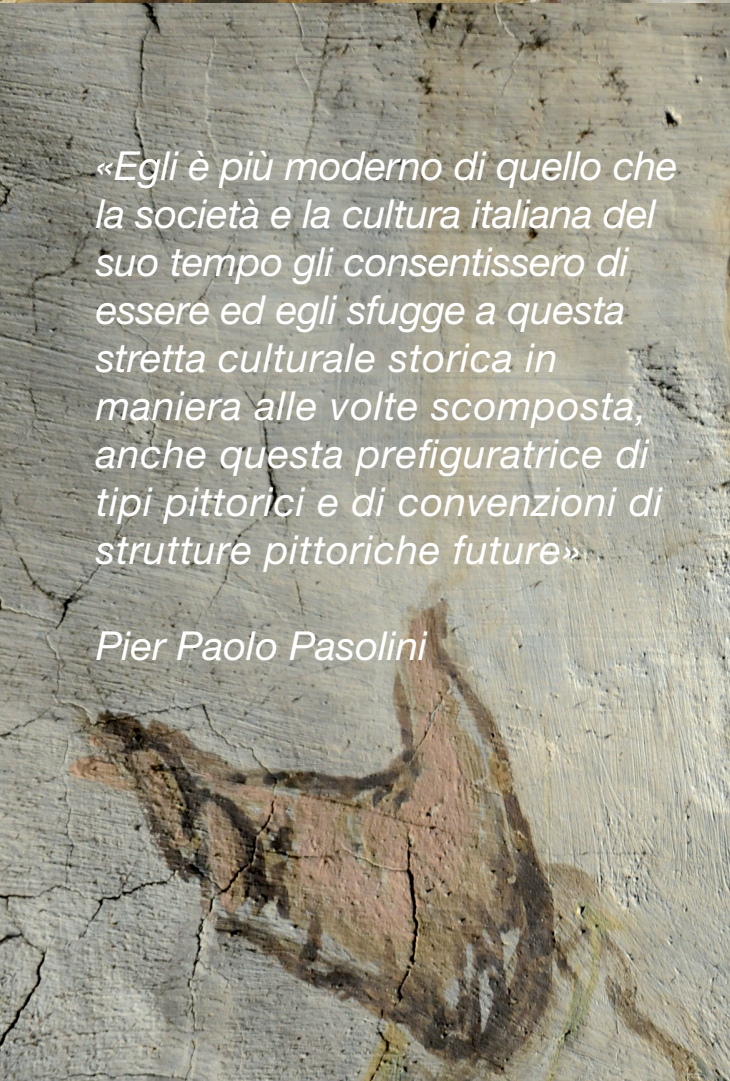 «Egli è più moderno di quello che
la società e la cultura italiana del
suo tempo gli consentissero di
essere ed egli sfugge a questa
stretta culturale storica in
maniera alle volte scomposta,
anche questa prefiguratrice di
tipi pittorici e di convenzioni di
strutture pittoriche future»
Pier Paolo Pasolini